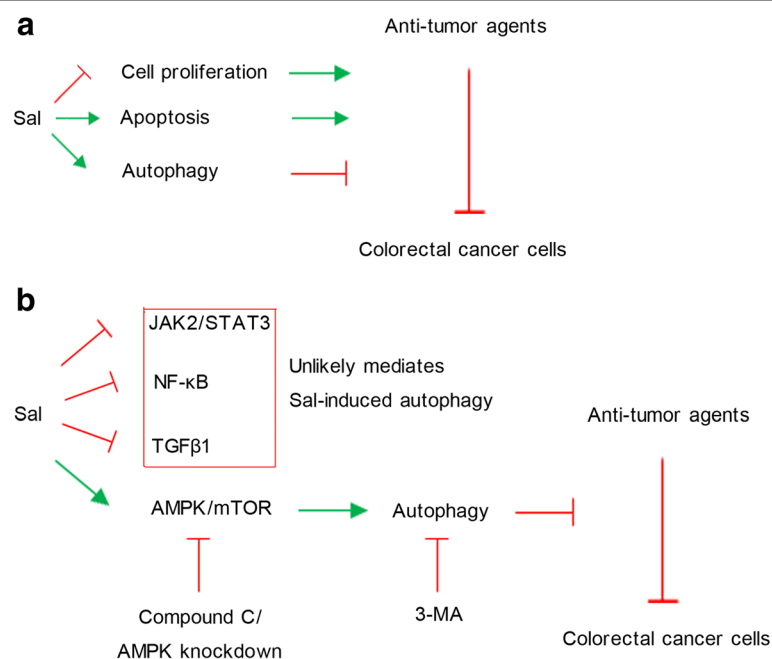 a
Anti-tumor agents
Cell proliferation
Sal
Apoptosis
Autophagy
Colorectal cancer cells
b
JAK2/STAT3
NF-κB
TGFβ1
Unlikely mediates
Sal-induced autophagy
Sal
AMPK/mTOR
Autophagy
Anti-tumor agents
Compound C/
AMPK knockdown
3-MA
Colorectal cancer cells